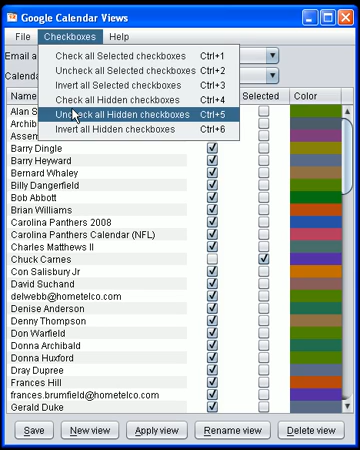 Google Calendar Views
File Checkboxes Help
Check all Selected checkboxes Ctrl+1
Email a
Uncheck all Selected checkboxes Ctrl+2
Calenda
Invert all Selected checkboxes Ctrl+3
Name Check all Hidden checkboxes Ctrl+4 Selected Color
Alan S Uncheck all Hidden checkboxes Ctrl+5
Archib Invert all Hidden checkboxes Ctrl+6
Assem
Barry Dingle
Barry Heyward
Bernard Whaley
Billy Dangerfield
Bob Abbott
Brian Williams
Carolina Panthers 2008
Carolina Panthers Calendar (NFL)
Charles Matthews II
Chuck Carnes
Con Salisbury Jr
David Suchand
delwebb@hometelco.com
Denise Anderson
Denny Thompson
Don Warfield
Donna Archibald
Donna Huxford
Dray Dupree
Frances Hill
frances.brumfield@hometelco.com
Gerald Duke
Save New view Apply view Rename view Delete view